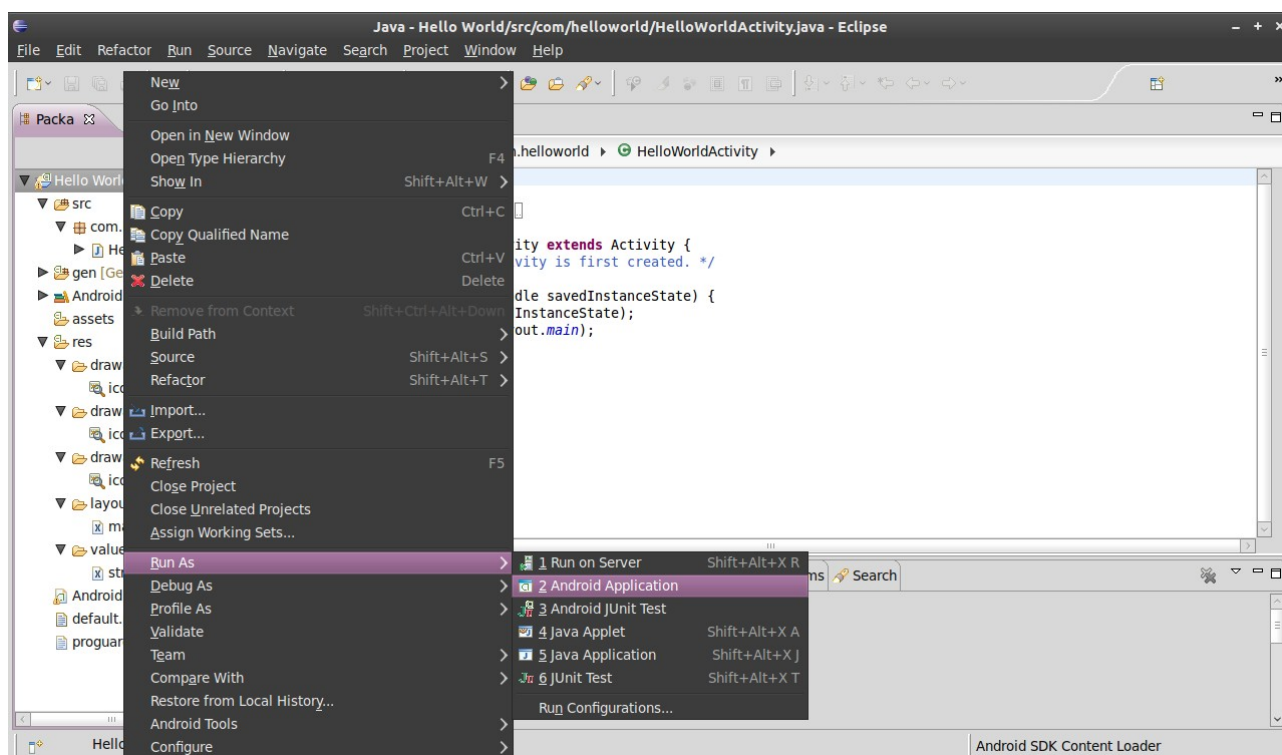 Java - Hello World/src/com/helloworld/HelloWorldActivity.java - Eclipse
File Edit Refactor Run Source Navigate Search Project Window Help
Packa
.helloworld HelloWorldActivity
Hello
src
com.
gen
Android
assets
res
default.
New
Go Into
Open in New Window
Open Type Hierarchy F4
Show In Shift+Alt+W
Copy Ctrl+C
Copy Qualified Name
Paste Ctrl+V
Delete Delete
Remove from Context Shift+Ctrl+Alt+Down
Build Path
Source Shift+Alt+S
Refactor Shift+Alt+T
Import...
Export...
Refresh F5
Close Project
Close Unrelated Projects
Assign Working Sets...
Run As
Debug As
Profile As
Validate
Team
Compare With
Restore from Local History...
Android Tools
Configure
extends Activity {
is first created. */
savedInstanceState) {
InstanceState);
out.main);
1 Run on Server Shift+Alt+X R
2 Android Application
3 Android JUnit Test
4 Java Applet Shift+Alt+X A
5 Java Application Shift+Alt+X J
6 JUnit Test Shift+Alt+X T
Run Configurations...
Search
Android SDK Content Loader